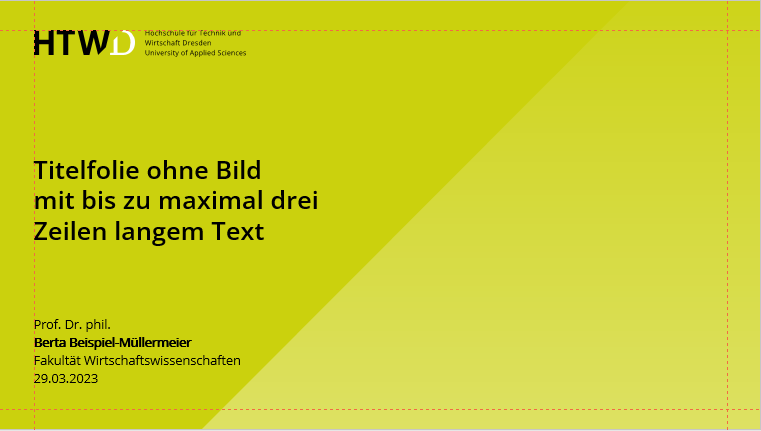 HTWD
Hochschule für Technik und
Wirtschaft Dresden
University of Applied Sciences
Titelfolie ohne Bild
mit bis zu maximal drei
Zeilen langem Text
Prof. Dr. phil.
Berta Beispiel-Müllermeier
Fakultät Wirtschaftswissenschaften
29.03.2023